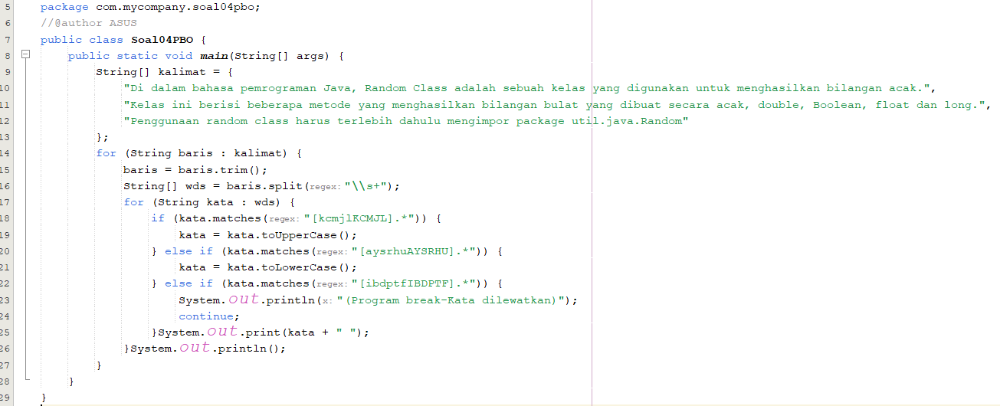 5 package com.mycompany.soal04pbo;
6 //@author ASUS
7 public class Soal04PBO {
8 public static void main(String[] args) {
9 String[] kalimat = {
10 "Di dalam bahasa pemrograman Java, Random Class adalah sebuah kelas yang digunakan untuk menghasilkan bilangan acak.",
11 "Kelas ini berisi beberapa metode yang menghasilkan bilangan bulat yang dibuat secara acak, double, Boolean, float dan long.",
12 "Penggunaan random class harus terlebih dahulu mengimpor package util.java.Random"
13 };
14 for (String baris : kalimat) {
15 baris = baris.trim();
16 String[] wds = baris.split(regex: "\\s+");
17 for (String kata : wds) {
18 if (kata.matches(regex: "[kcmjlKCMJL].*")) {
19 kata = kata.toUpperCase();
20 } else if (kata.matches(regex: "[aysrhuAYSRHU].*")) {
21 kata = kata.toLowerCase();
22 } else if (kata.matches(regex: "[ibdptfIBDPTF].*")) {
23 System.out.println(x: "(Program break-Kata dilewatkan)");
24 continue;
25 }System.out.print(kata + " ");
26 }System.out.println();
27 }
28 }
29 }